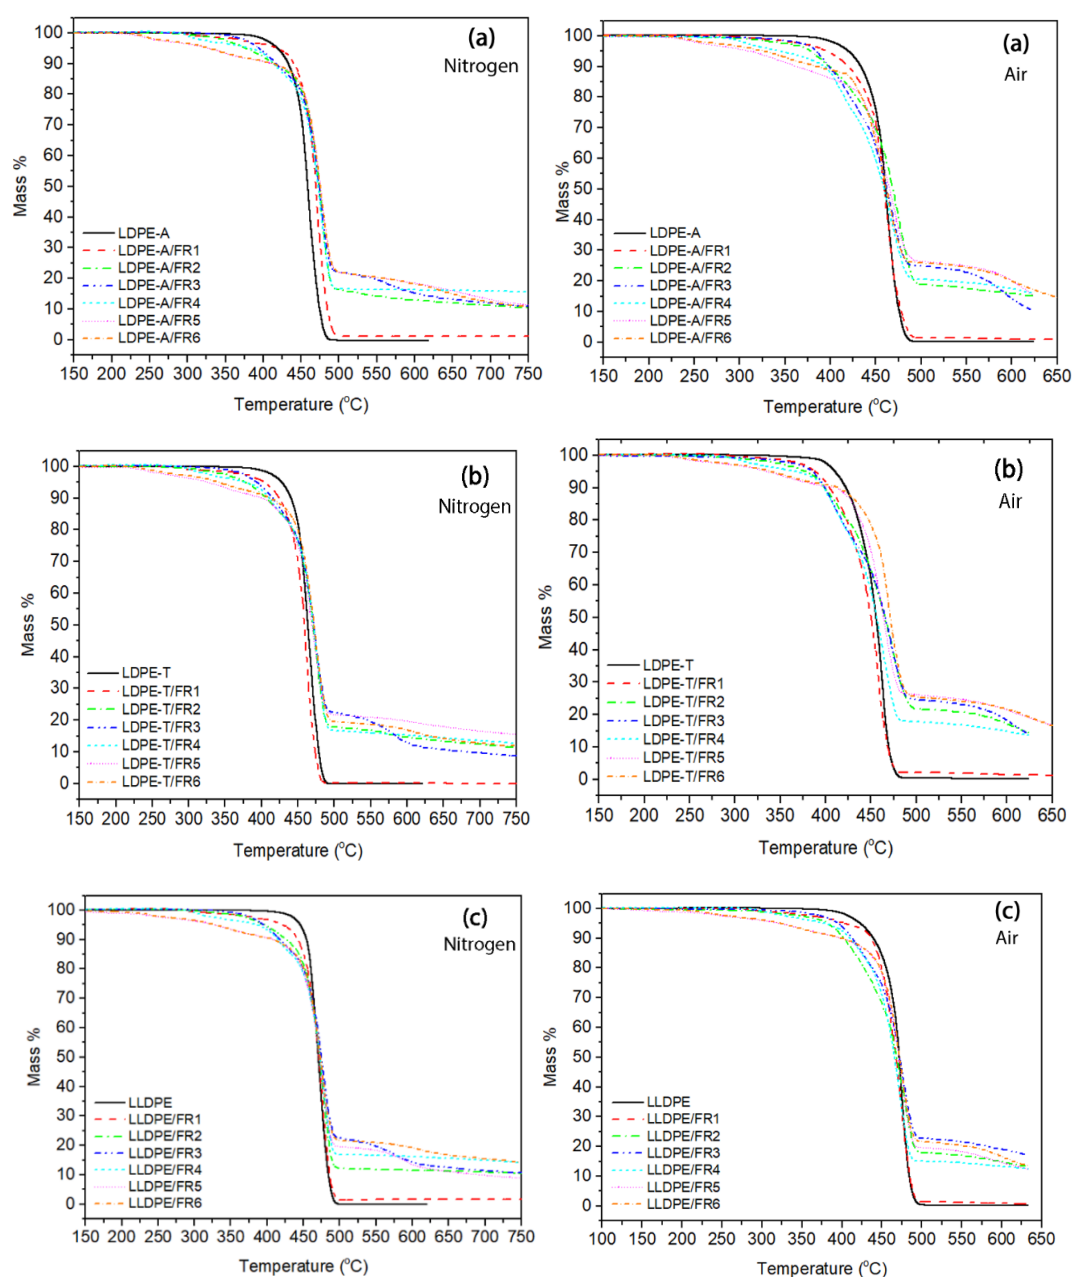 (a)
Nitrogen
100
90
80
70
60
50
40
30
20
10
0
Mass %
LDPE-A
LDPE-A/FR1
LDPE-A/FR2
LDPE-A/FR3
LDPE-A/FR4
LDPE-A/FR5
LDPE-A/FR6
150 200 250 300 350 400 450 500 550 600 650 700 750
Temperature (°C)
(a)
Air
100
90
80
70
60
50
40
30
20
10
0
Mass %
LDPE-A
LDPE-A/FR1
LDPE-A/FR2
LDPE-A/FR3
LDPE-A/FR4
LDPE-A/FR5
LDPE-A/FR6
150 200 250 300 350 400 450 500 550 600 650
Temperature (°C)
(b)
Nitrogen
100
90
80
70
60
50
40
30
20
10
0
Mass %
LDPE-T
LDPE-T/FR1
LDPE-T/FR2
LDPE-T/FR3
LDPE-T/FR4
LDPE-T/FR5
LDPE-T/FR6
150 200 250 300 350 400 450 500 550 600 650 700 750
Temperature (°C)
(b)
Air
100
90
80
70
60
50
40
30
20
10
0
Mass %
LDPE-T
LDPE-T/FR1
LDPE-T/FR2
LDPE-T/FR3
LDPE-T/FR4
LDPE-T/FR5
LDPE-T/FR6
150 200 250 300 350 400 450 500 550 600 650
Temperature (°C)
(c)
Nitrogen
100
90
80
70
60
50
40
30
20
10
0
Mass %
LLDPE
LLDPE/FR1
LLDPE/FR2
LLDPE/FR3
LLDPE/FR4
LLDPE/FR5
LLDPE/FR6
150 200 250 300 350 400 450 500 550 600 650 700 750
Temperature (°C)
(c)
Air
100
90
80
70
60
50
40
30
20
10
0
Mass %
LLDPE
LLDPE/FR1
LLDPE/FR2
LLDPE/FR3
LLDPE/FR4
LLDPE/FR5
LLDPE/FR6
100 150 200 250 300 350 400 450 500 550 600 650
Temperature (°C)